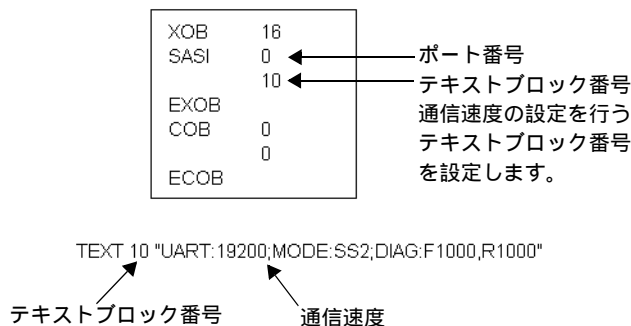 XOB 16
SASI 0
ポート番号
10
テキストブロック番号
通信速度の設定を行う
テキストブロック番号
を設定します。
EXOB
COB 0
0
ECOB
TEXT 10 "UART:19200;MODE:SS2;DIAG:F1000,R1000"
テキストブロック番号
通信速度